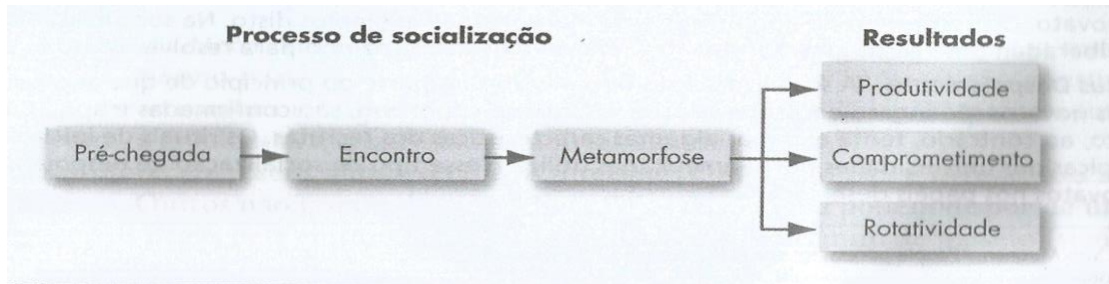 Processo de socialização
Resultados
Produtividade
Pré-chegada
Encontro
Metamorfose
Comprometimento
Rotatividade